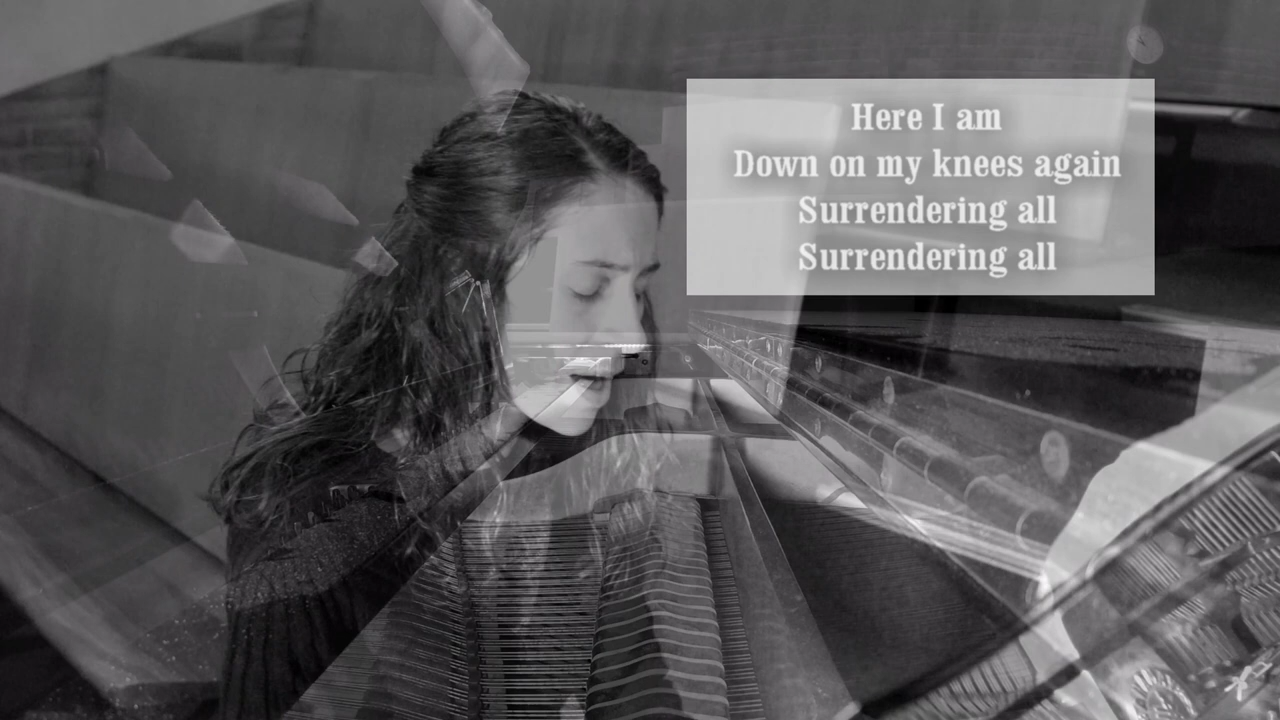 Here I am
Down on my knees again
Surrendering all
Surrendering all